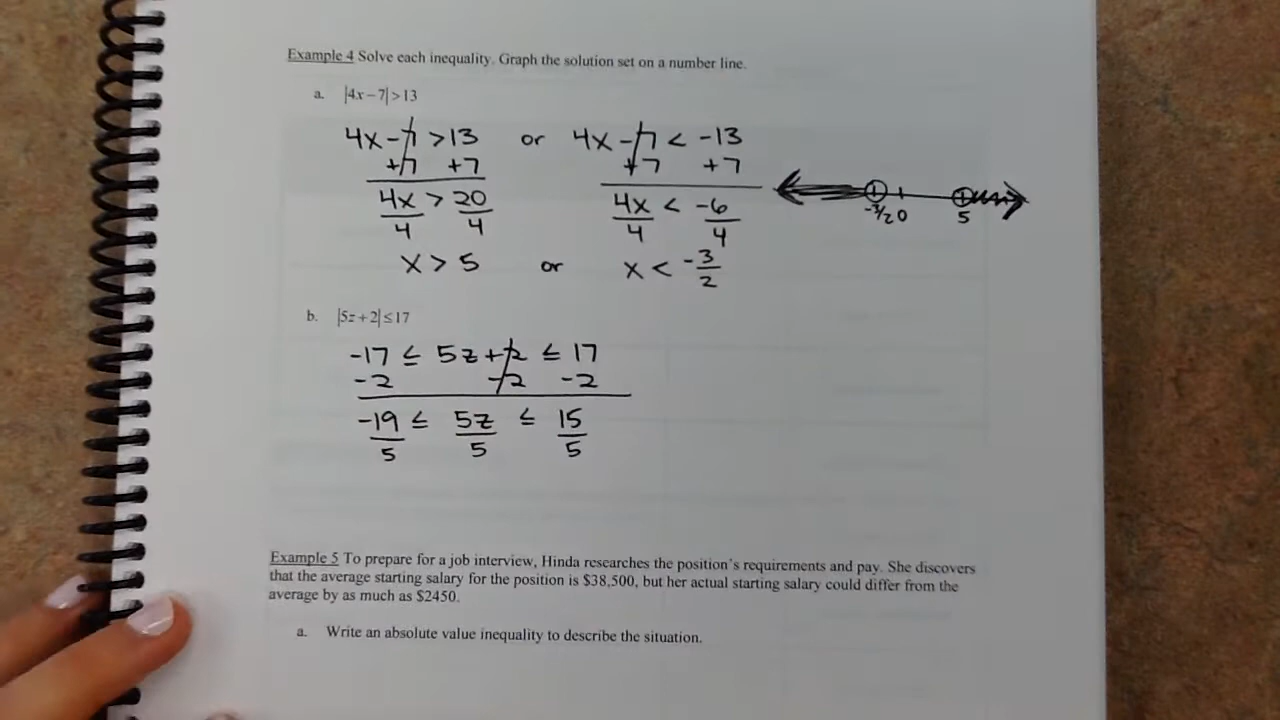 Example 4 Solve each inequality. Graph the solution set on a number line.
a. |4x-7|>13
4x-7 >13 or 4x-7 < -13
+7 +7 +7 +7
4x > 20 4x < -6
4 4 4 4
-3/2 0 5
x > 5 or x < -3/2
b. |5z+2|≤17
-17 ≤ 5z+2 ≤ 17
-2 -2 -2
-19 ≤ 5z ≤ 15
5 5 5
Example 5 To prepare for a job interview, Hinda researches the position's requirements and pay. She discovers
that the average starting salary for the position is $38,500, but her actual starting salary could differ from the
average by as much as $2450.
a. Write an absolute value inequality to describe the situation.